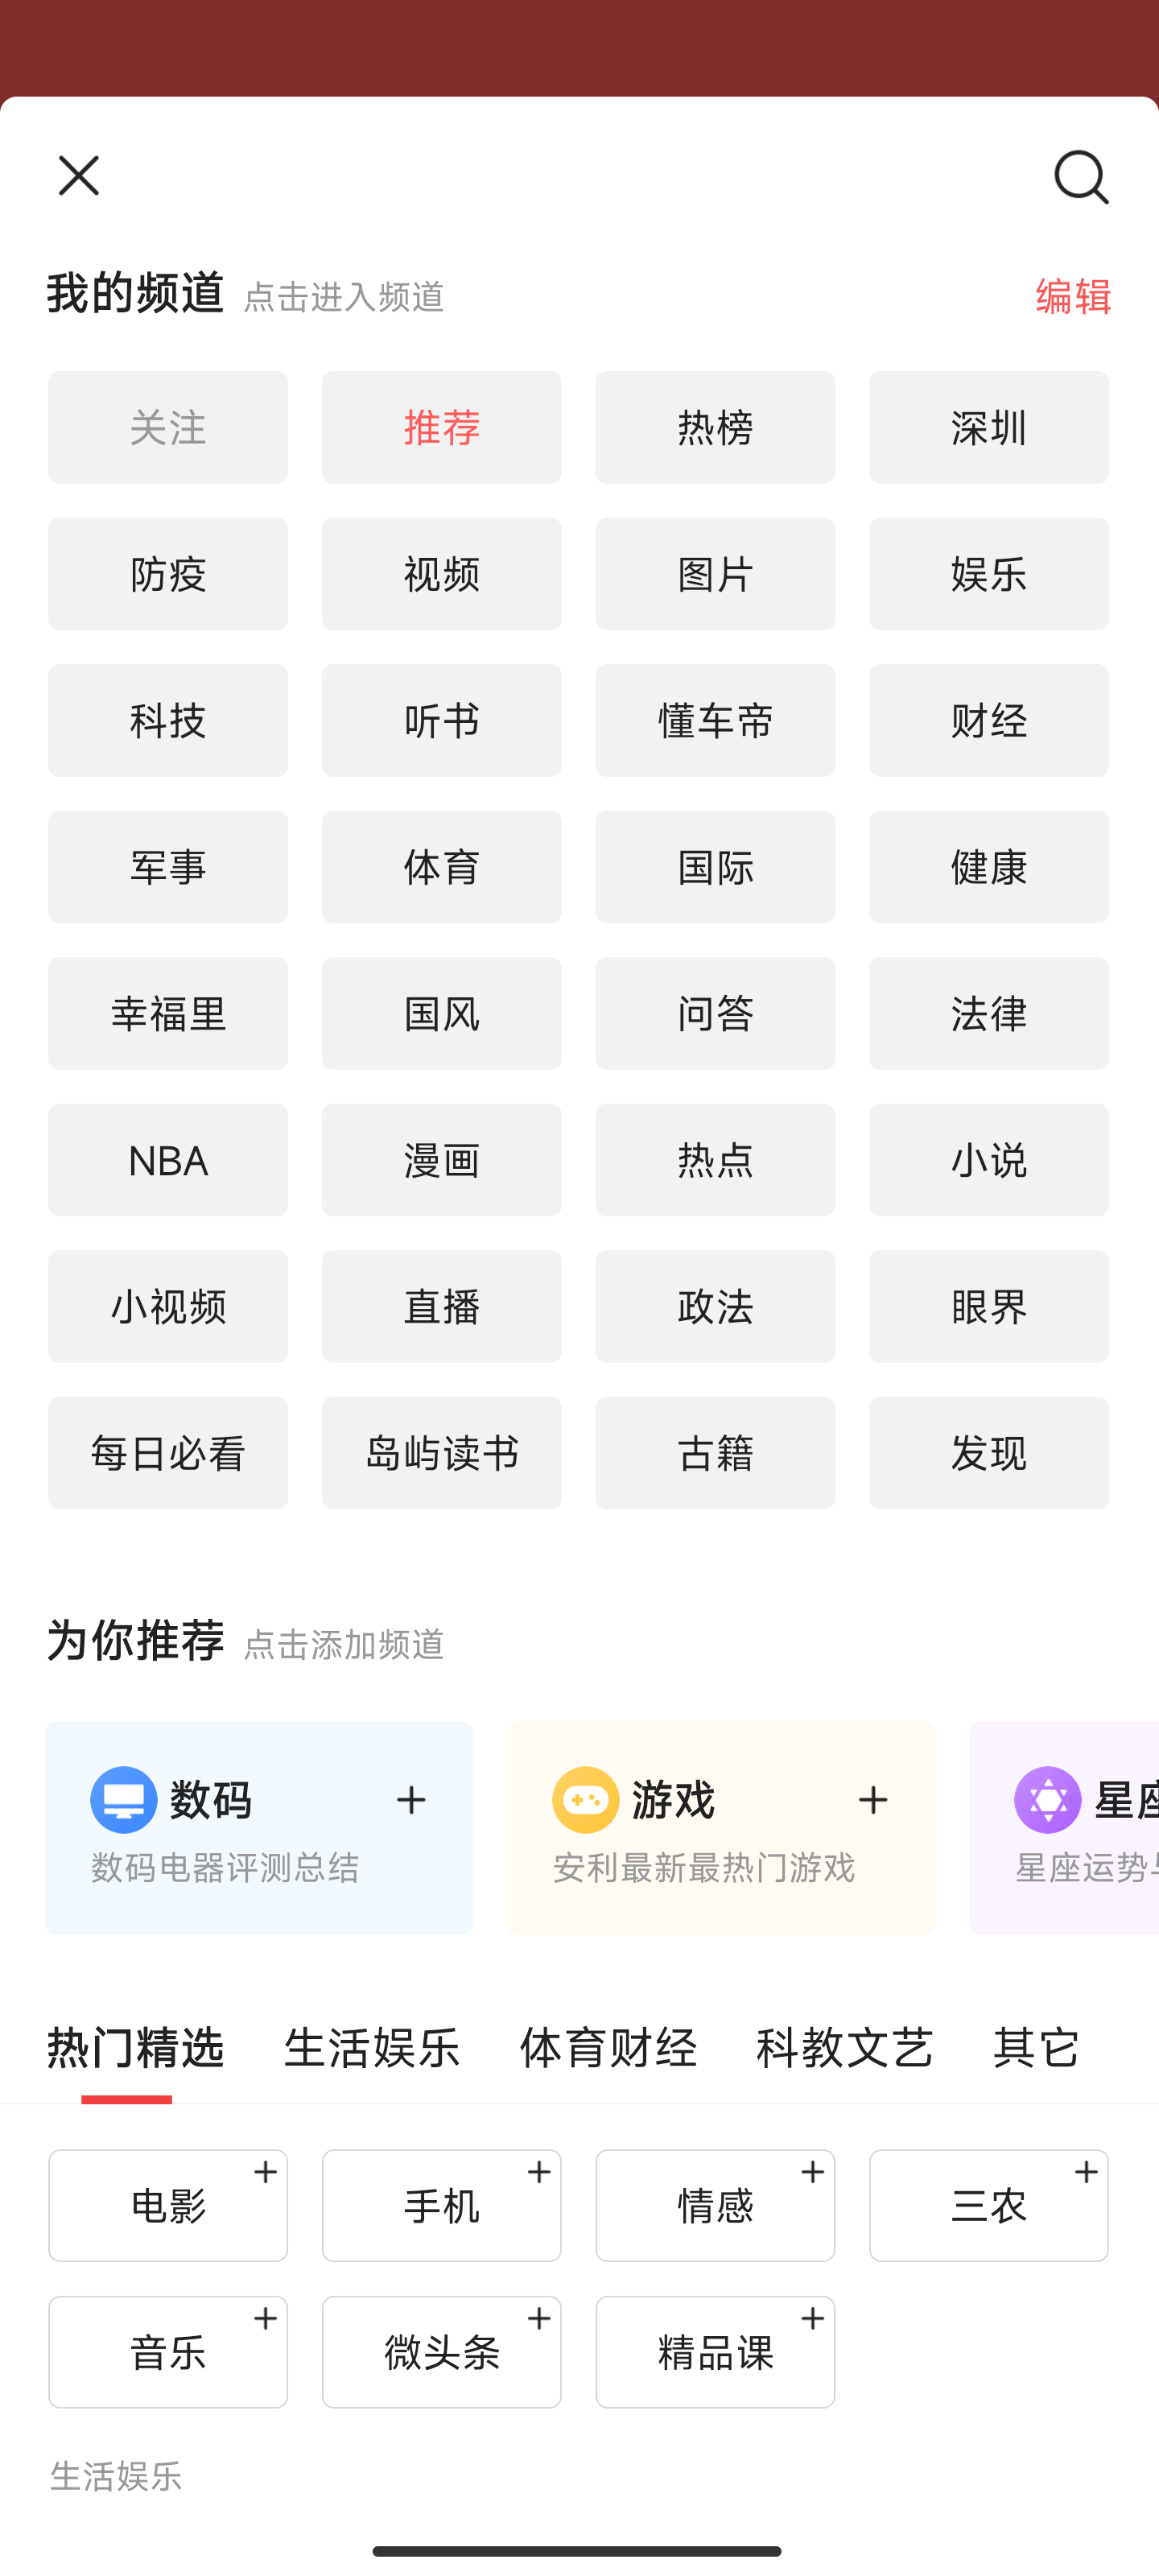 我的频道 点击进入频道 编辑
关注 推荐 热榜 深圳
防疫 视频 图片 娱乐
科技 听书 懂车帝 财经
军事 体育 国际 健康
幸福里 国风 问答 法律
NBA 漫画 热点 小说
小视频 直播 政法 眼界
每日必看 岛屿读书 古籍 发现
为你推荐 点击添加频道
数码 游戏 星座
数码电器评测总结 安利最新最热门游戏 星座运势
热门精选 生活娱乐 体育财经 科教文艺 其它
电影 手机 情感 三农
音乐 微头条 精品课
生活娱乐